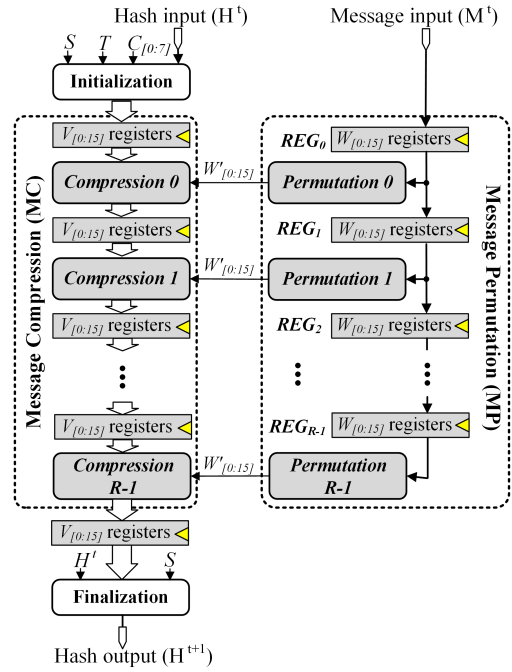 Hash input (H^t)
Message input (M^t)
S T C[0:7]
Initialization
Message Compression (MC)
V[0:15] registers
REG0 W[0:15] registers
Compression 0
W'[0:15]
Permutation 0
V[0:15] registers
REG1 W[0:15] registers
Compression 1
W'[0:15]
Permutation 1
V[0:15] registers
REG2 W[0:15] registers
Message Permutation (MP)
V[0:15] registers
REGR-1 W[0:15] registers
Compression
R-1
W'[0:15]
Permutation
R-1
V[0:15] registers
H^t S
Finalization
Hash output (H^t+1)